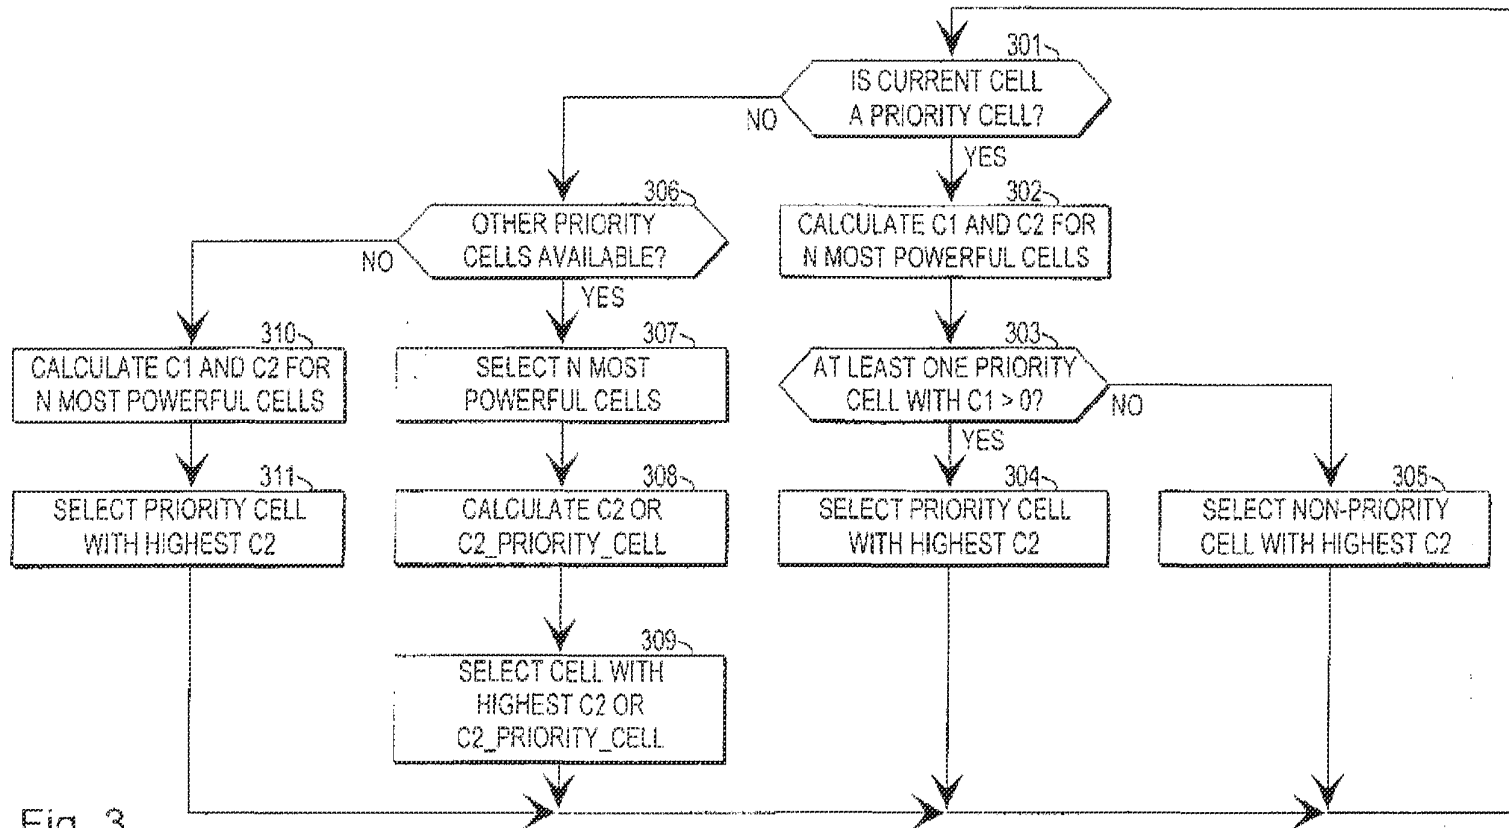 301
IS CURRENT CELL
A PRIORITY CELL?
NO
YES
306
OTHER PRIORITY
CELLS AVAILABLE?
NO
YES
302
CALCULATE C1 AND C2 FOR
N MOST POWERFUL CELLS
310
CALCULATE C1 AND C2 FOR
N MOST POWERFUL CELLS
307
SELECT N MOST
POWERFUL CELLS
303
AT LEAST ONE PRIORITY
CELL WITH C1 > 0?
NO
YES
311
SELECT PRIORITY CELL
WITH HIGHEST C2
308
CALCULATE C2 OR
C2_PRIORITY_CELL
304
SELECT PRIORITY CELL
WITH HIGHEST C2
305
SELECT NON-PRIORITY
CELL WITH HIGHEST C2
309
SELECT CELL WITH
HIGHEST C2 OR
C2_PRIORITY_CELL
Fig. 3